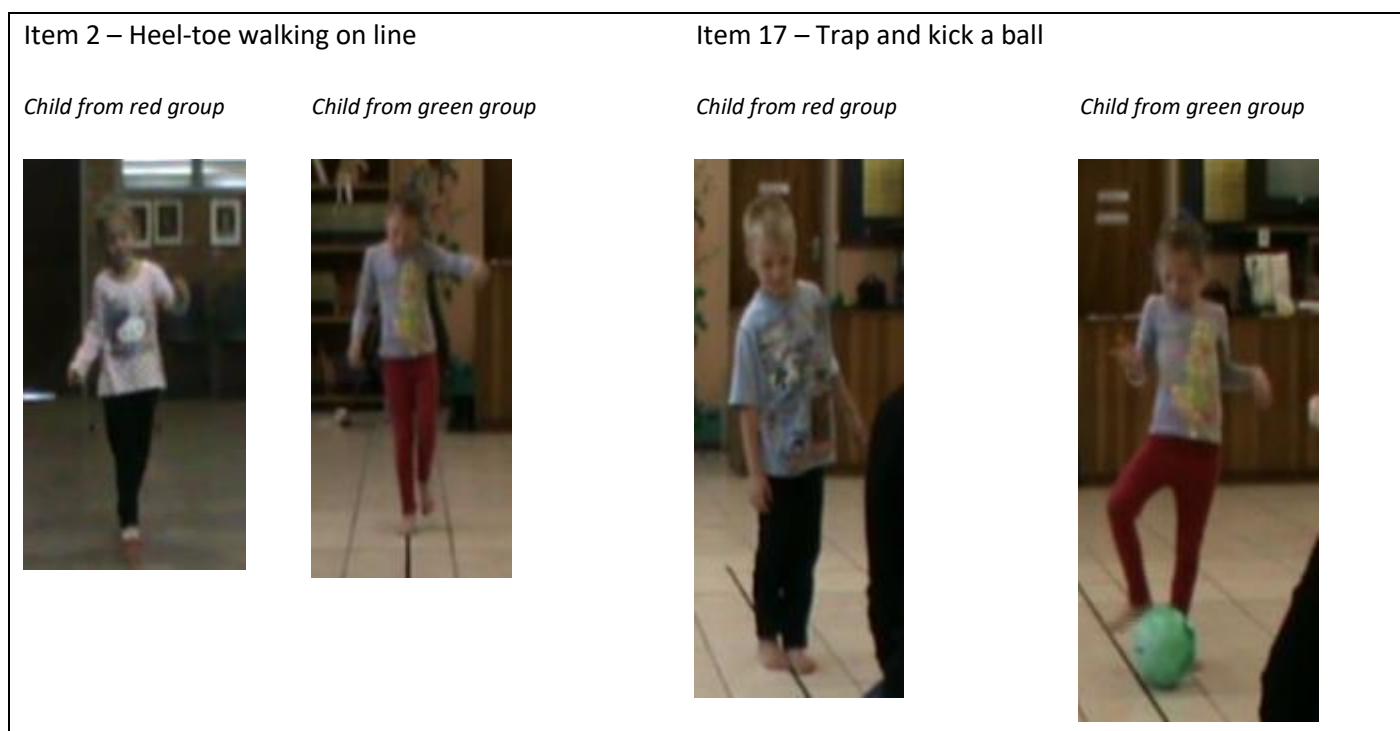 Item 2 – Heel-toe walking on line
Item 17 – Trap and kick a ball
Child from red group
Child from green group
Child from red group
Child from green group